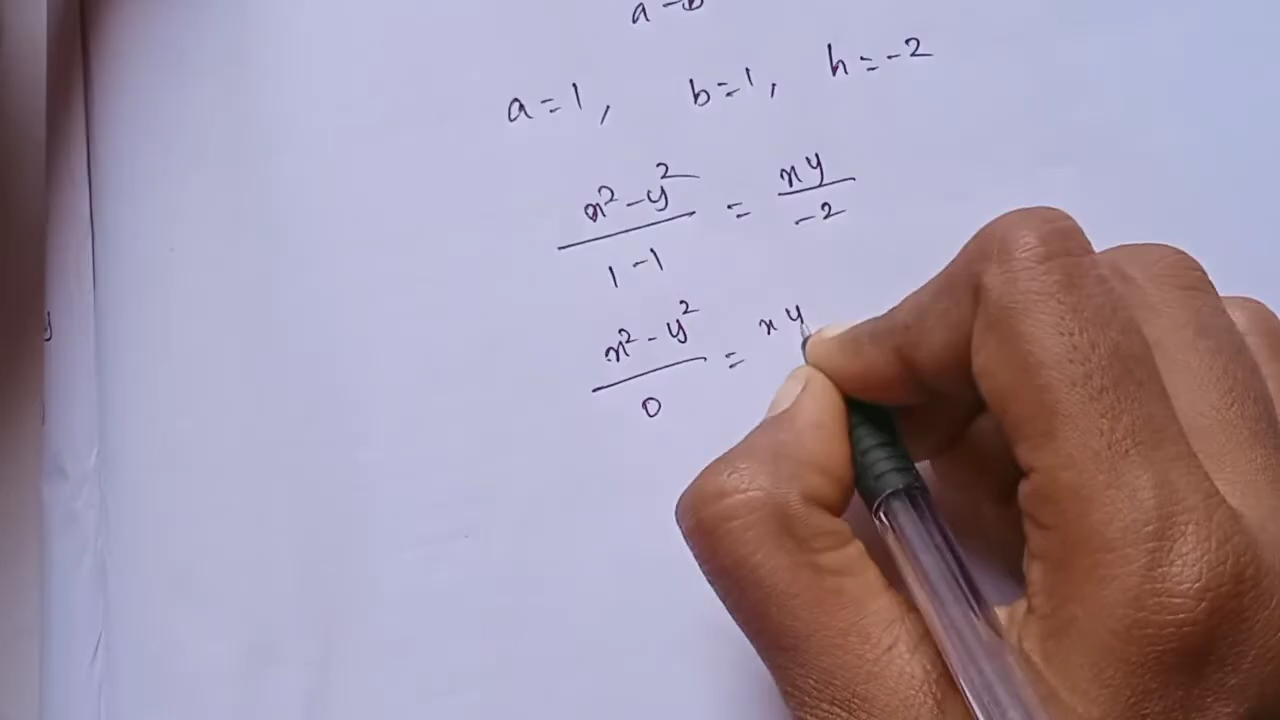 a - b
a = 1, b = 1, h = -2
x² - y² / 1 - 1 = xy / -2
x² - y² / 0 = xy